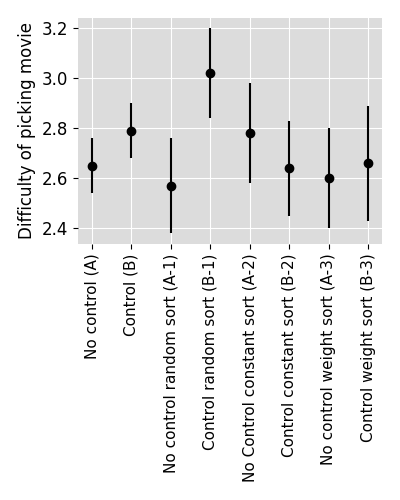 Difficulty of picking movie
3.2
3.0
2.8
2.6
2.4
No control (A)
Control (B)
No control random sort (A-1)
Control random sort (B-1)
No Control constant sort (A-2)
Control constant sort (B-2)
No control weight sort (A-3)
Control weight sort (B-3)